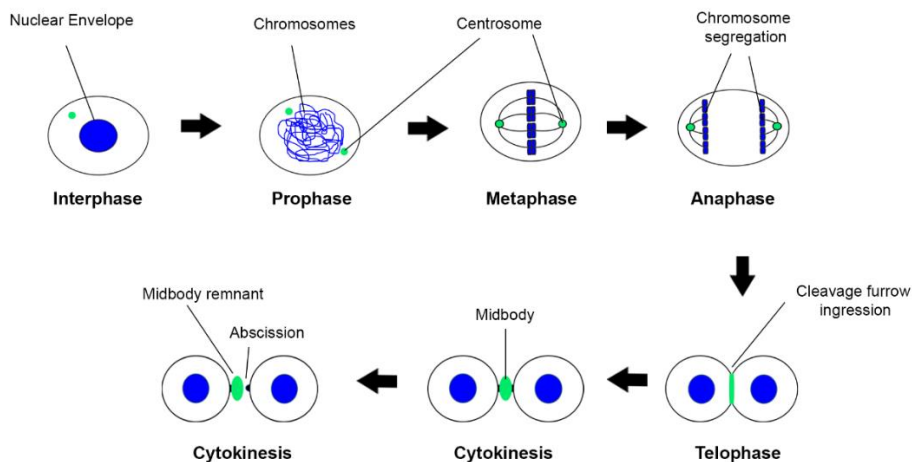 Nuclear Envelope
Chromosomes
Centrosome
Chromosome
segregation
Interphase
Prophase
Metaphase
Anaphase
Midbody remnant
Abscission
Midbody
Cleavage furrow
ingression
Cytokinesis
Cytokinesis
Telophase